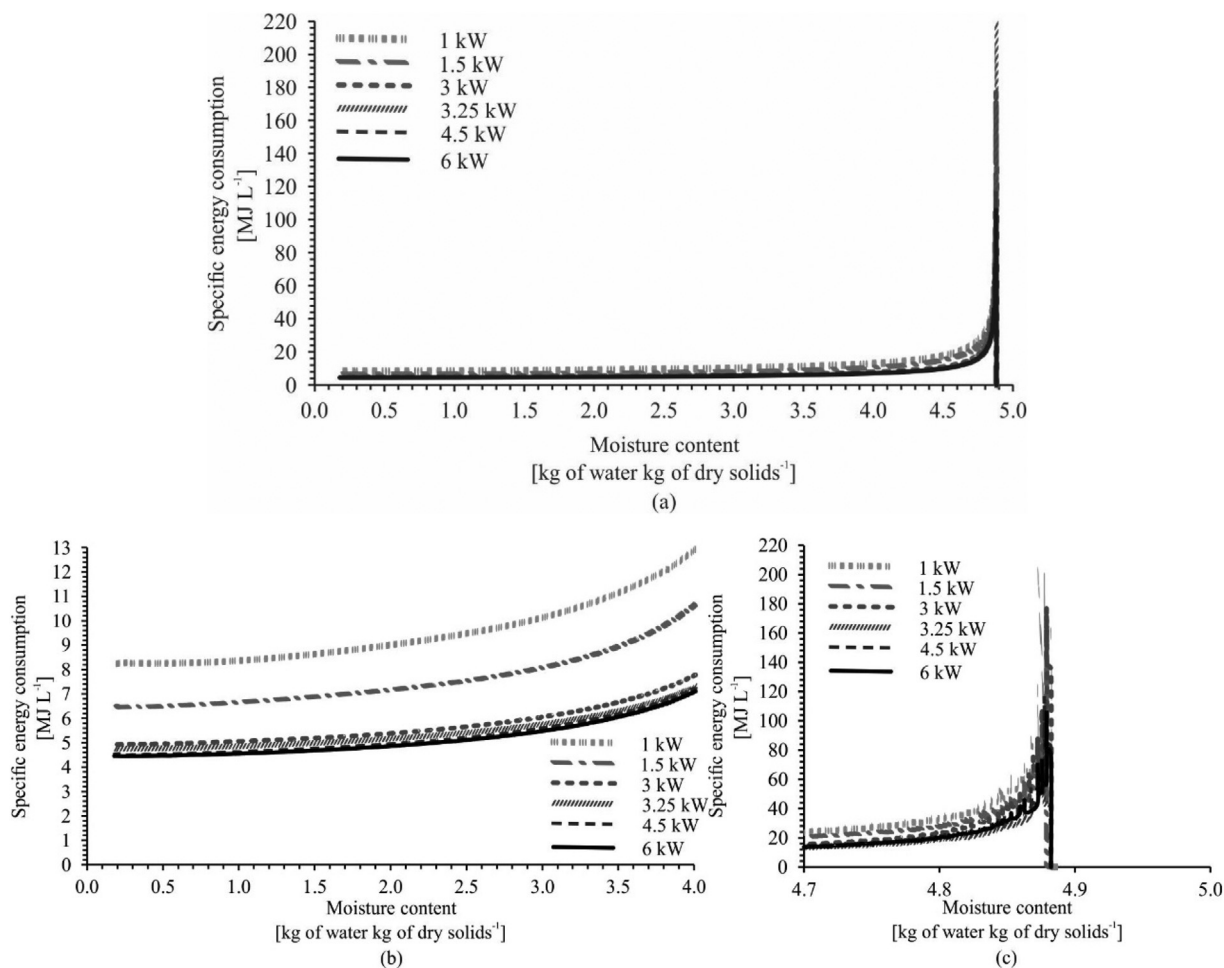 220
200
180
160
140
120
100
80
60
40
20
0
Specific energy consumption
[MJ L-1]
1 kW
1.5 kW
3 kW
3.25 kW
4.5 kW
6 kW
0.0 0.5 1.0 1.5 2.0 2.5 3.0 3.5 4.0 4.5 5.0
Moisture content
[kg of water kg of dry solids-1]
(a)
13
12
11
10
9
8
7
6
5
4
3
2
1
0
Specific energy consumption
[MJ L-1]
1 kW
1.5 kW
3 kW
3.25 kW
4.5 kW
6 kW
0.0 0.5 1.0 1.5 2.0 2.5 3.0 3.5 4.0
Moisture content
[kg of water kg of dry solids-1]
(b)
220
200
180
160
140
120
100
80
60
40
20
0
Specific energy consumption
[MJ L-1]
1 kW
1.5 kW
3 kW
3.25 kW
4.5 kW
6 kW
4.7 4.8 4.9 5.0
Moisture content
[kg of water kg of dry solids-1]
(c)